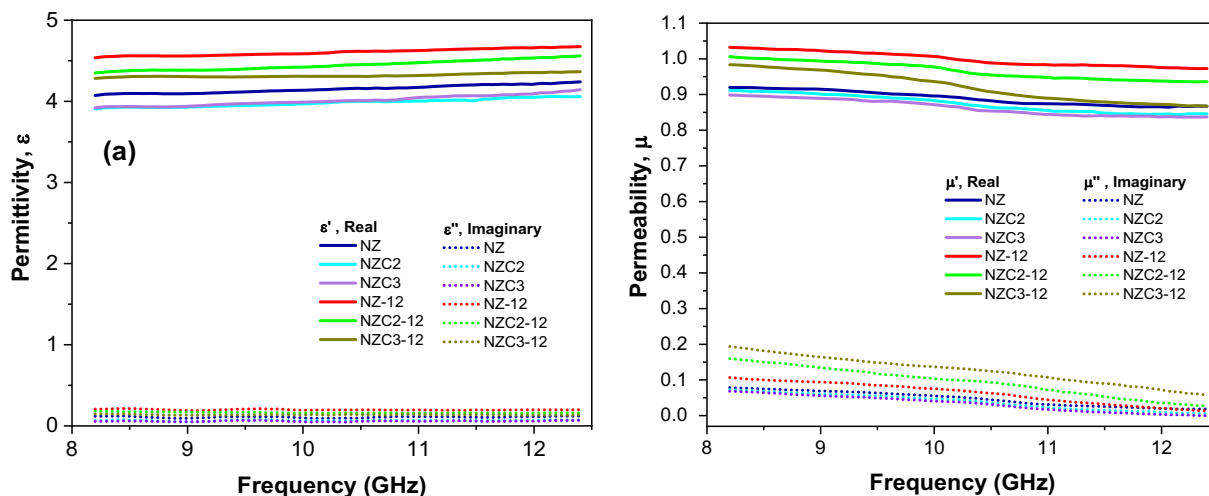 5
4
3
2
1
0
Permittivity, ε
(a)
ε' , Real
NZ
NZC2
NZC3
NZ-12
NZC2-12
NZC3-12
ε'', Imaginary
NZ
NZC2
NZC3
NZ-12
NZC2-12
NZC3-12
8 9 10 11 12
Frequency (GHz)
1.1
1.0
0.9
0.8
0.7
0.6
0.5
0.4
0.3
0.2
0.1
0.0
Permeability, μ
μ', Real
NZ
NZC2
NZC3
NZ-12
NZC2-12
NZC3-12
μ'' , Imaginary
NZ
NZC2
NZC3
NZ-12
NZC2-12
NZC3-12
8 9 10 11 12
Frequency (GHz)